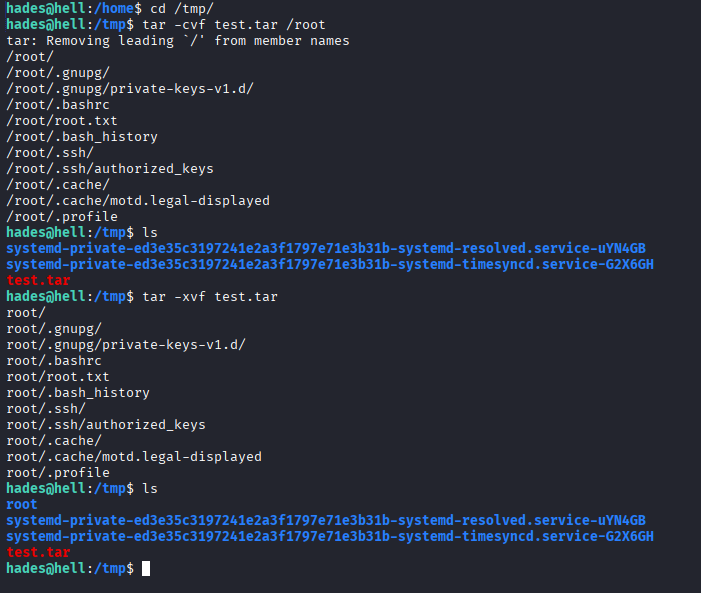 hades@hell:/home$ cd /tmp/
hades@hell:/tmp$ tar -cvf test.tar /root
tar: Removing leading `/' from member names
/root/
/root/.gnupg/
/root/.gnupg/private-keys-v1.d/
/root/.bashrc
/root/root.txt
/root/.bash_history
/root/.ssh/
/root/.ssh/authorized_keys
/root/.cache/
/root/.cache/motd.legal-displayed
/root/.profile
hades@hell:/tmp$ ls
systemd-private-ed3e35c3197241e2a3f1797e71e3b31b-systemd-resolved.service-uYN4GB
systemd-private-ed3e35c3197241e2a3f1797e71e3b31b-systemd-timesyncd.service-G2X6GH
test.tar
hades@hell:/tmp$ tar -xvf test.tar
root/
root/.gnupg/
root/.gnupg/private-keys-v1.d/
root/.bashrc
root/root.txt
root/.bash_history
root/.ssh/
root/.ssh/authorized_keys
root/.cache/
root/.cache/motd.legal-displayed
root/.profile
hades@hell:/tmp$ ls
root
systemd-private-ed3e35c3197241e2a3f1797e71e3b31b-systemd-resolved.service-uYN4GB
systemd-private-ed3e35c3197241e2a3f1797e71e3b31b-systemd-timesyncd.service-G2X6GH
test.tar
hades@hell:/tmp$